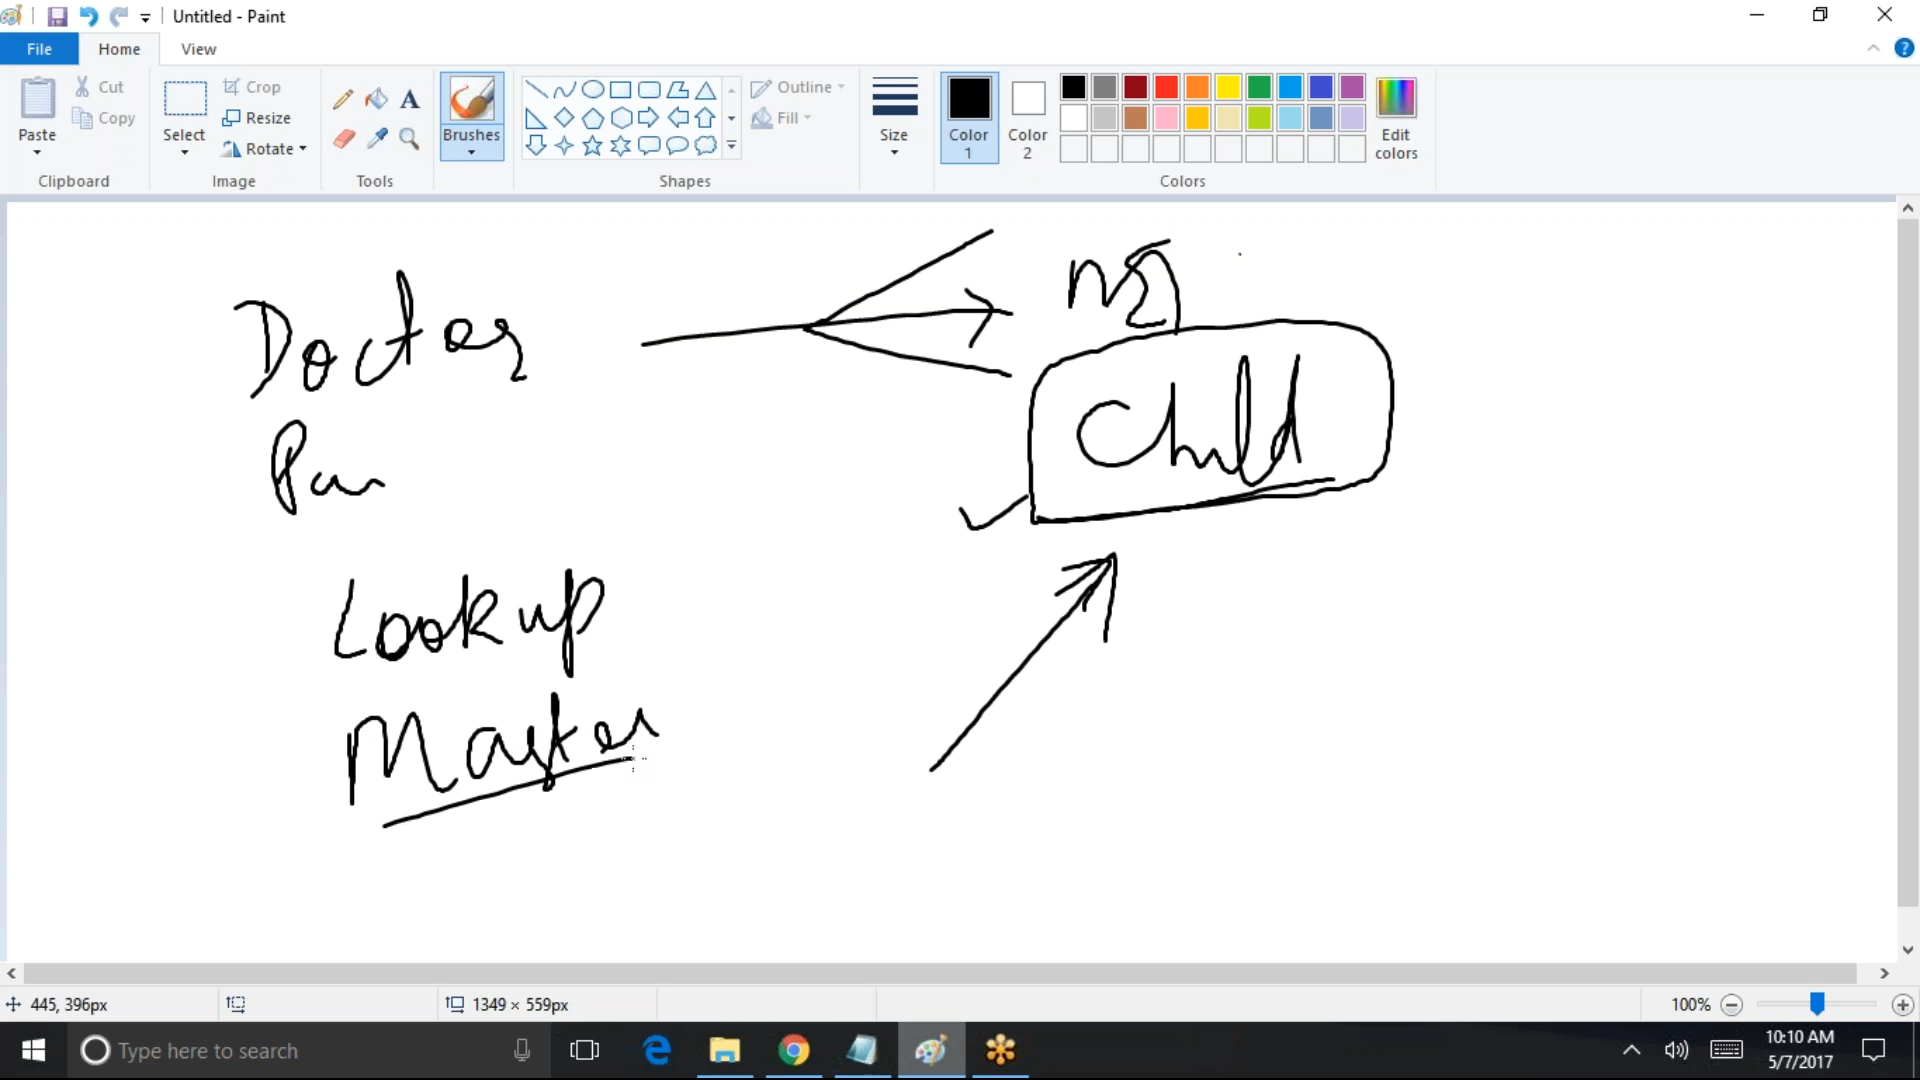 Untitled - Paint
File
Home
View
Paste
Cut
Copy
Clipboard
Select
Crop
Resize
Rotate
Image
A
Tools
Brushes
Shapes
Outline
Fill
Size
Color 1
Color 2
Edit colors
Colors
Child
Lookup
Master
445, 396px
1349 × 559px
100%
Type here to search
10:10 AM
5/7/2017